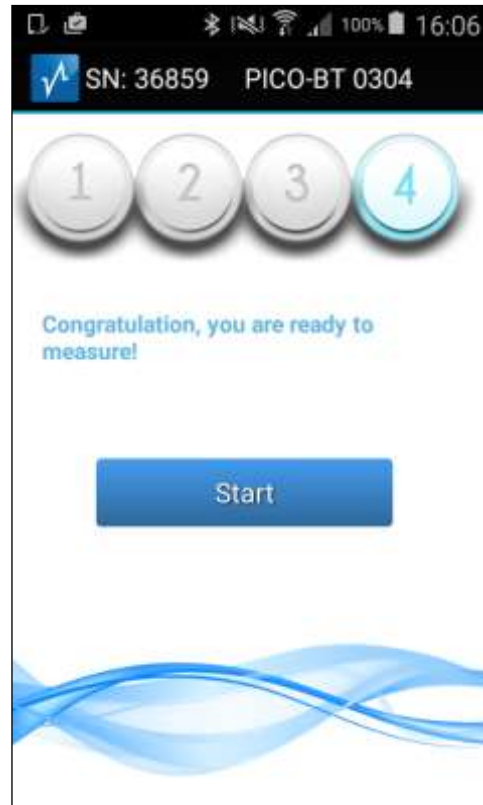 100% 16:06
SN: 36859 PICO-BT 0304
1 2 3 4
Congratulation, you are ready to
measure!
Start